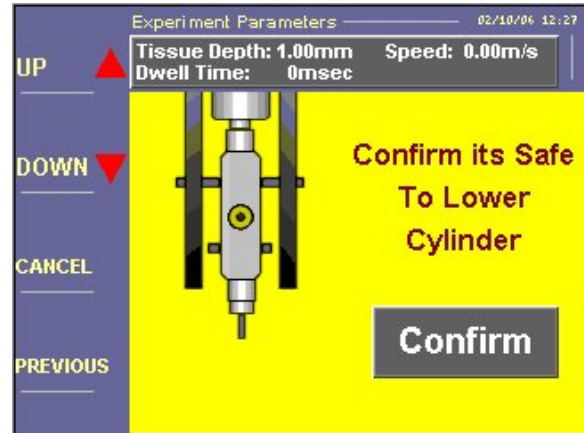 Experiment Parameters 02/10/06 12:27
Tissue Depth: 1.00mm Speed: 0.00m/s
Dwell Time: 0msec
UP
DOWN
CANCEL
PREVIOUS
Confirm its Safe
To Lower
Cylinder
Confirm